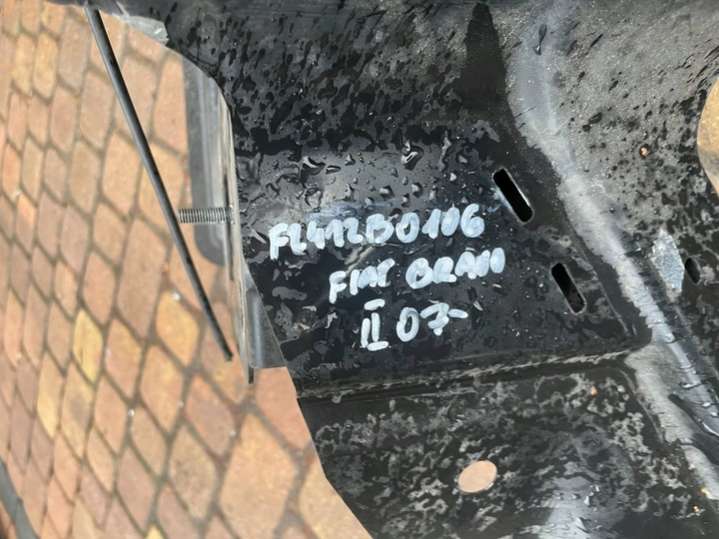 FL412B0106
FIAT BRAVO
II 07-